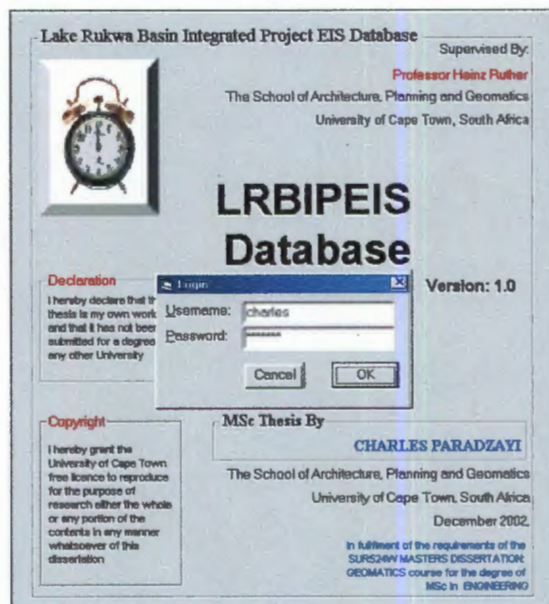 Lake Rukwa Basin Integrated Project EIS Database
Supervised By:
Professor Heinz Ruther
The School of Architecture, Planning and Geomatics
University of Cape Town, South Africa
LRBIPEIS
Database
Version: 1.0
Declaration
I hereby declare that
thesis is my own work
and that it has not been
submitted for a degree
any other University
Login
Username:
charles
Password:
*******
Cancel
OK
Copyright
I hereby grant the
University of Cape Town
free licence to reproduce
for the purpose of
research either the whole
or any portion of the
contents in any manner
whatsoever of this
dissertation
MSc Thesis By
CHARLES PARADZAYI
The School of Architecture, Planning and Geomatics
University of Cape Town, South Africa
December 2002,
In fulfilment of the requirements of the
SURS24W MASTERS DISSERTATION:
GEOMATICS course for the degree of
MSc in ENGINEERING